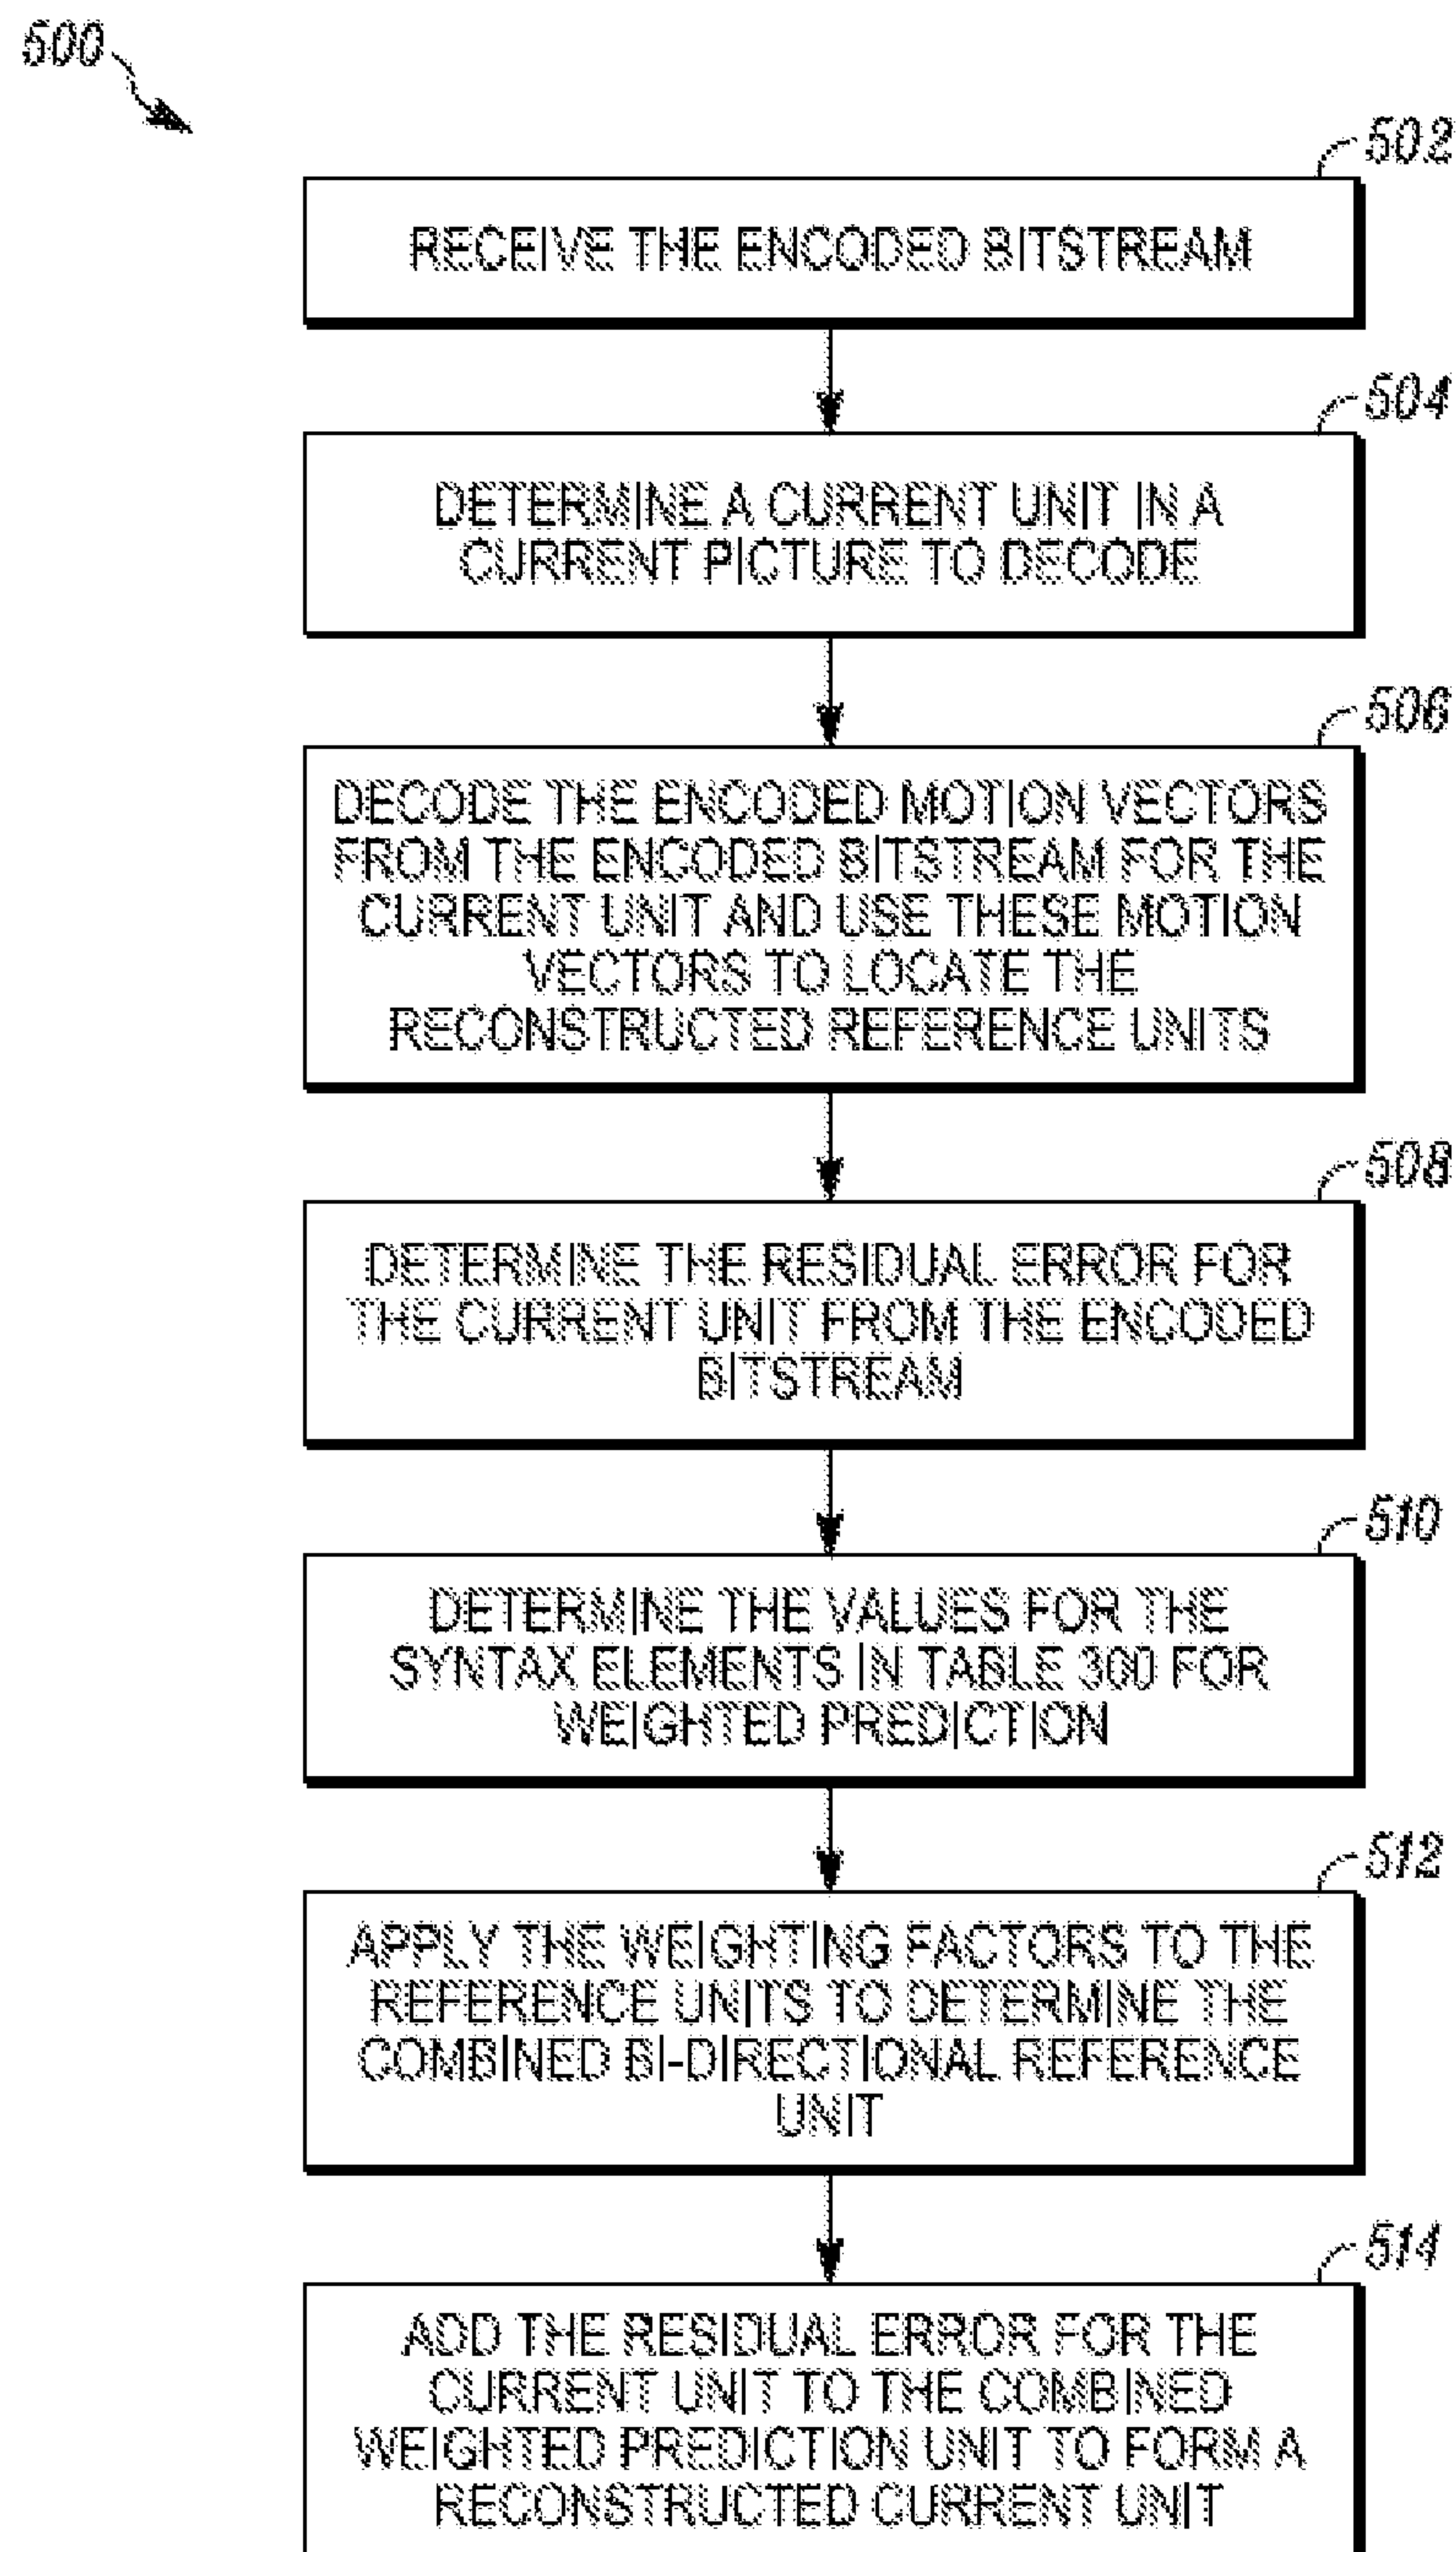 500
502
RECEIVE THE ENCODED BITSTREAM
504
DETERMINE A CURRENT UNIT IN A
CURRENT PICTURE TO DECODE
506
DECODE THE ENCODED MOTION VECTORS
FROM THE ENCODED BITSTREAM FOR THE
CURRENT UNIT AND USE THESE MOTION
VECTORS TO LOCATE THE
RECONSTRUCTED REFERENCE UNITS
508
DETERMINE THE RESIDUAL ERROR FOR
THE CURRENT UNIT FROM THE ENCODED
BITSTREAM
510
DETERMINE THE VALUES FOR THE
SYNTAX ELEMENTS IN TABLE 300 FOR
WEIGHTED PREDICTION
512
APPLY THE WEIGHTING FACTORS TO THE
REFERENCE UNITS TO DETERMINE THE
COMBINED BI-DIRECTIONAL REFERENCE
UNIT
514
ADD THE RESIDUAL ERROR FOR THE
CURRENT UNIT TO THE COMBINED
WEIGHTED PREDICTION UNIT TO FORM A
RECONSTRUCTED CURRENT UNIT